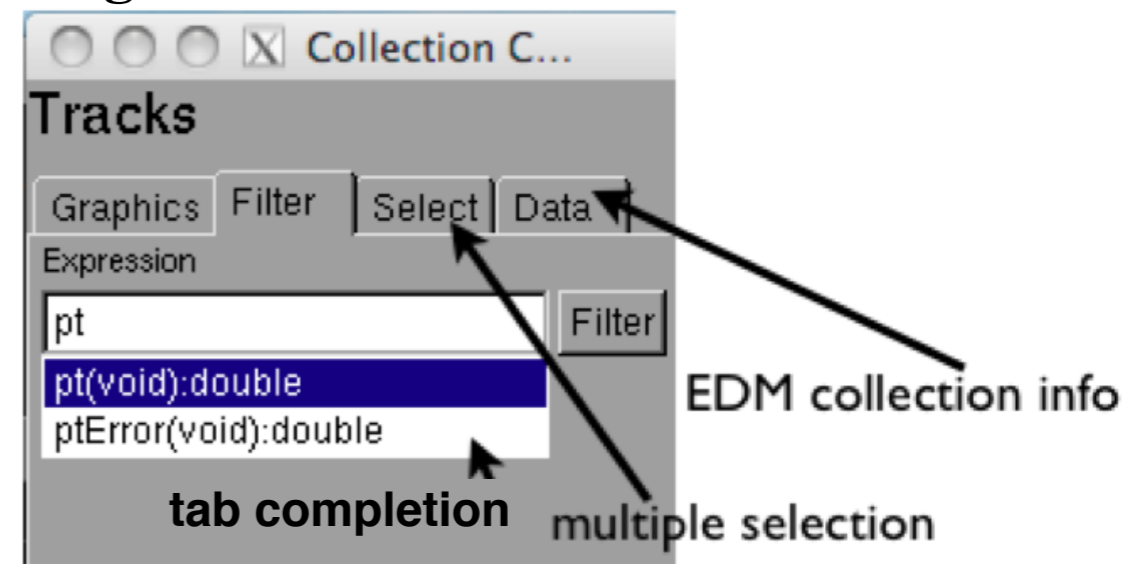 Collection C...
Tracks
Graphics Filter Select Data
Expression
pt Filter
pt(void):double
ptError(void):double
EDM collection info
tab completion
multiple selection